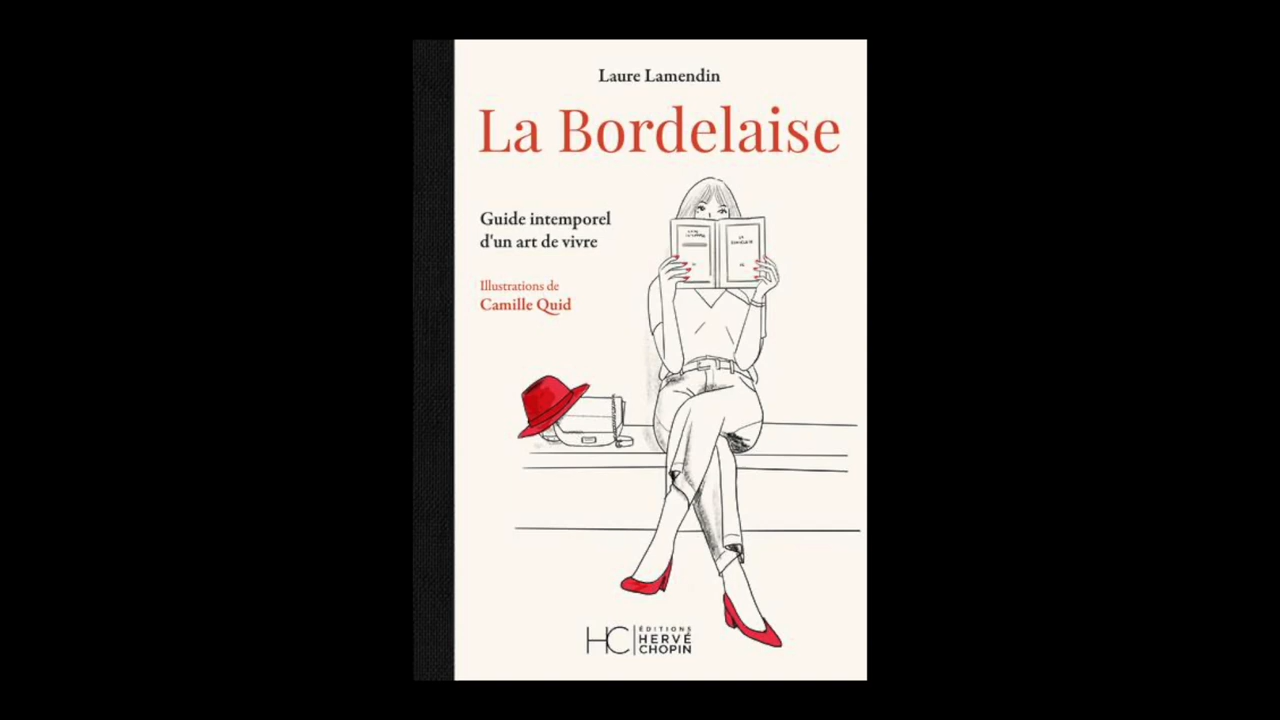 Laure Lamendin
La Bordelaise
Guide intemporel
d'un art de vivre
Illustrations de
Camille Quid
HC
ÉDITIONS
HERVÉ
CHOPIN